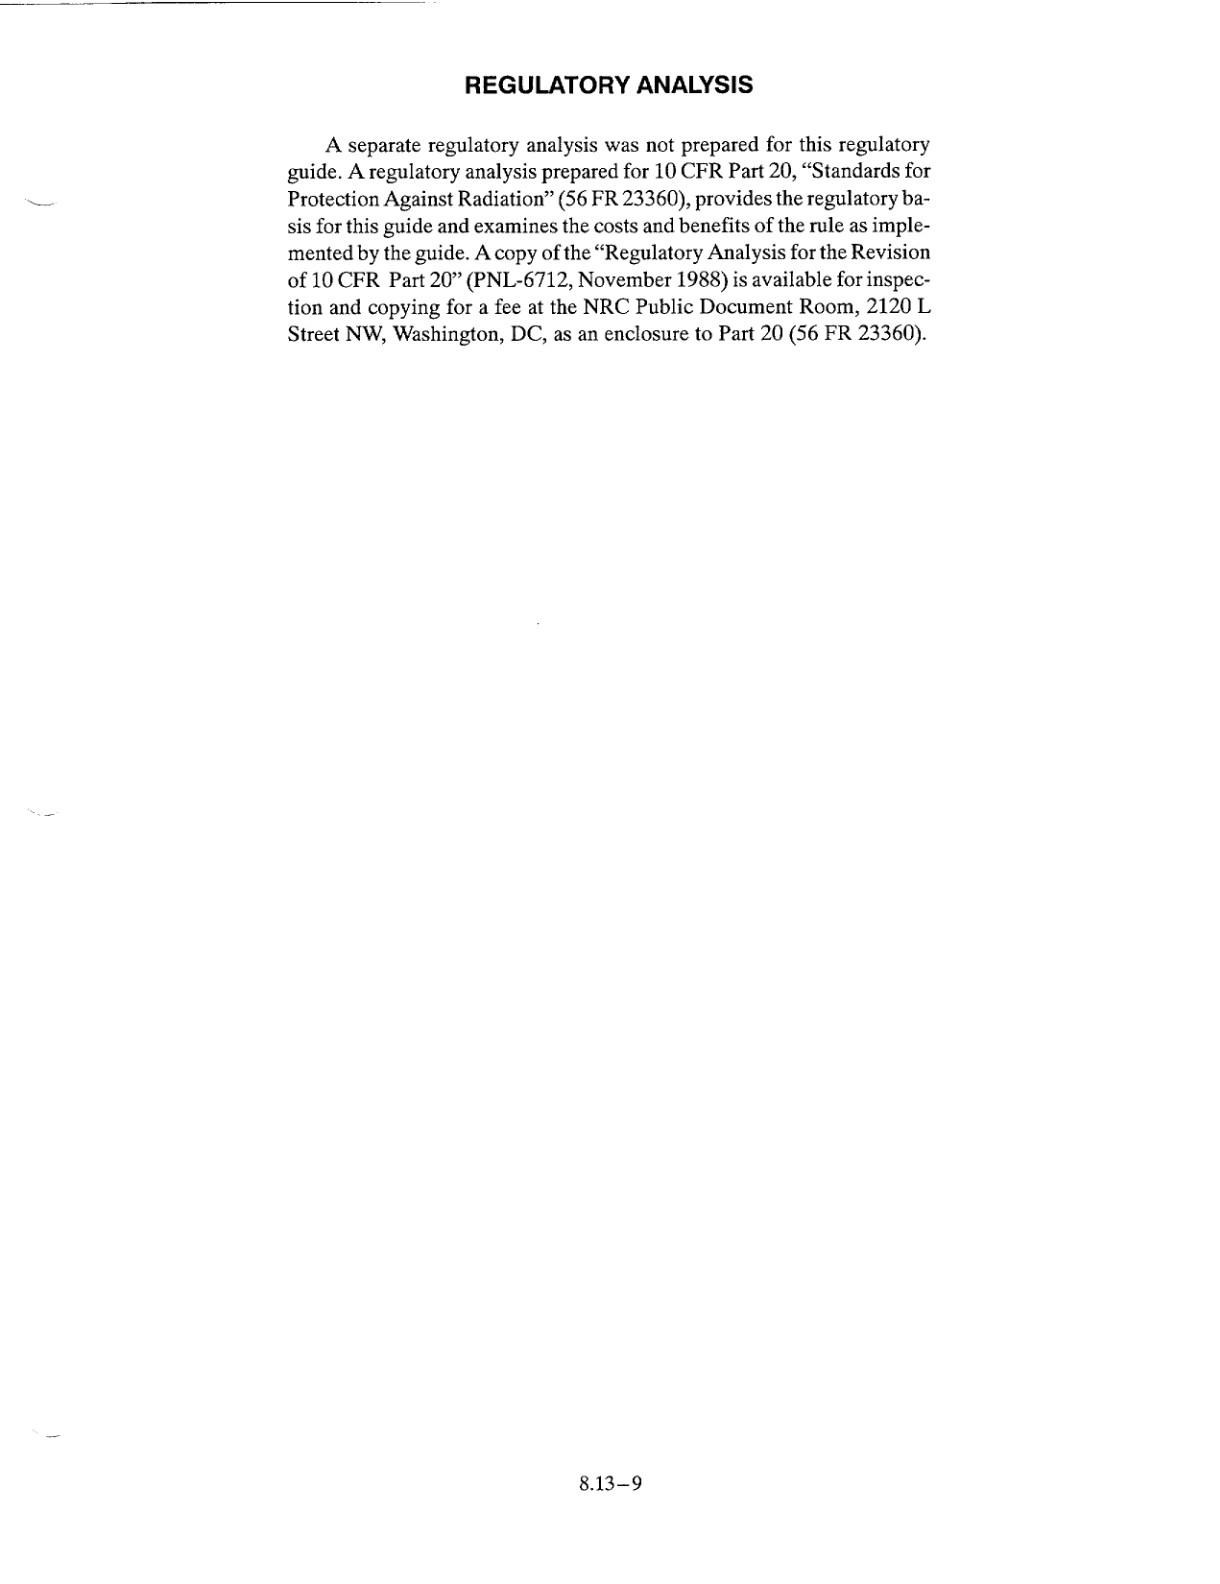 REGULATORY ANALYSIS
A separate regulatory analysis was not prepared for this regulatory
guide. A regulatory analysis prepared for 10 CFR Part 20, “Standards for
Protection Against Radiation” (56 FR 23360), provides the regulatory ba-
sis for this guide and examines the costs and benefits of the rule as imple-
mented by the guide. A copy of the “Regulatory Analysis for the Revision
of 10 CFR Part 20” (PNL-6712, November 1988) is available for inspec-
tion and copying for a fee at the NRC Public Document Room, 2120 L
Street NW, Washington, DC, as an enclosure to Part 20 (56 FR 23360).
8.13–9